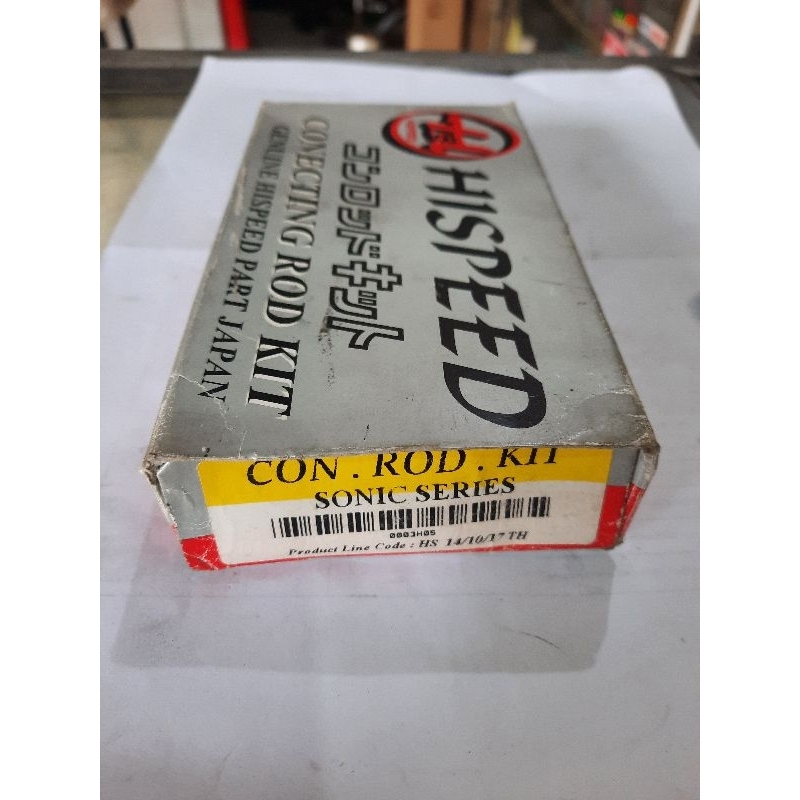 HISPEED
コンロッドキット
CONECTING ROD KIT
GENUINE HISPEED PART JAPAN
CON . ROD . KIT
SONIC SERIES
0003H05
Product Line Code : HS 14/10/17 TH